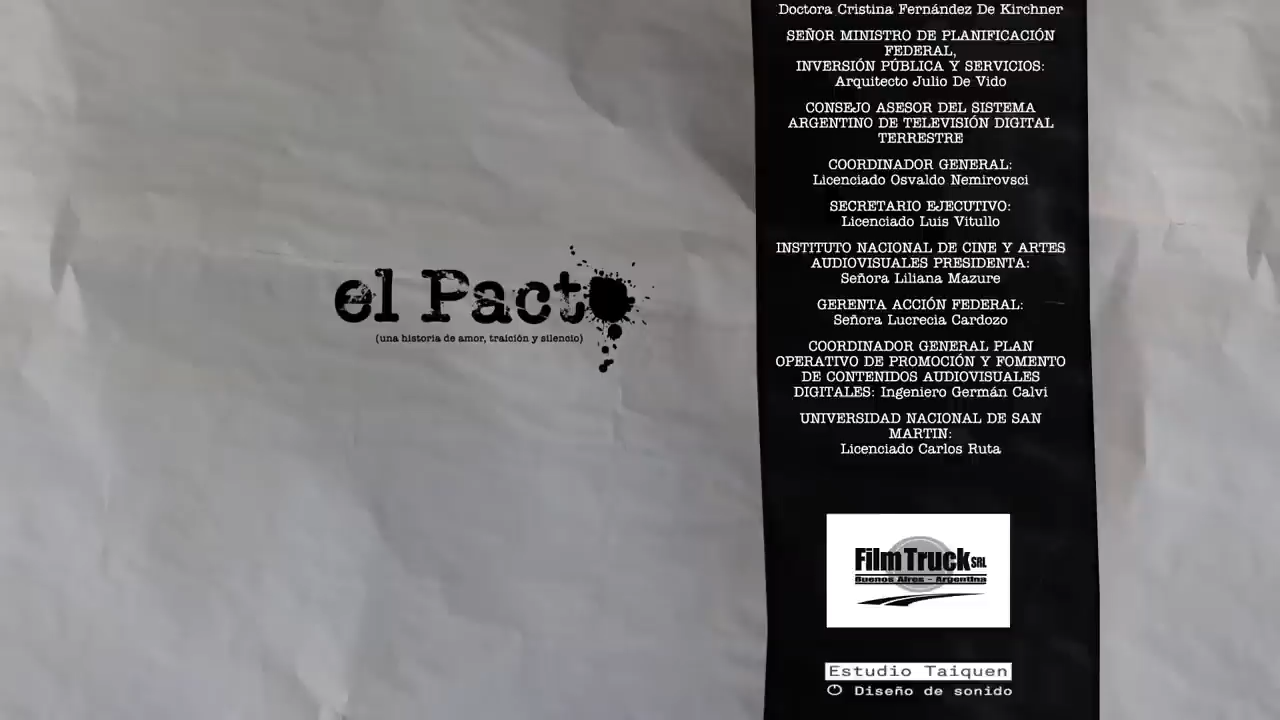 el Pacto
(una historia de amor, traición y silencio)
Doctora Cristina Fernández De Kirchner
SEÑOR MINISTRO DE PLANIFICACIÓN
FEDERAL,
INVERSIÓN PÚBLICA Y SERVICIOS:
Arquitecto Julio De Vido
CONSEJO ASESOR DEL SISTEMA
ARGENTINO DE TELEVISIÓN DIGITAL
TERRESTRE
COORDINADOR GENERAL:
Licenciado Osvaldo Nemirovsci
SECRETARIO EJECUTIVO:
Licenciado Luis Vitullo
INSTITUTO NACIONAL DE CINE Y ARTES
AUDIOVISUALES PRESIDENTA:
Señora Liliana Mazure
GERENTA ACCIÓN FEDERAL:
Señora Lucrecia Cardozo
COORDINADOR GENERAL PLAN
OPERATIVO DE PROMOCIÓN Y FOMENTO
DE CONTENIDOS AUDIOVISUALES
DIGITALES: Ingeniero Germán Calvi
UNIVERSIDAD NACIONAL DE SAN
MARTIN:
Licenciado Carlos Ruta
Film Truck SRL
Buenos Aires - Argentina
Estudio Taiquen
Diseño de sonido